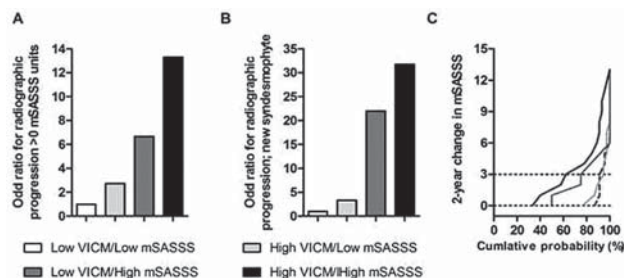 A
Odd ratio for radiographic
progression >0 mSASSS units
14
12
10
8
6
4
2
0
B
Odd ratio for radiographic
progression; new syndesmophyte
35
30
25
20
15
10
5
0
C
2-year change in mSASSS
15
12
9
6
3
0
0 20 40 60 80 100
Cumlative probability (%)
Low VICM/Low mSASSS
High VICM/Low mSASSS
Low VICM/High mSASSS
High VICM/IHigh mSASSS